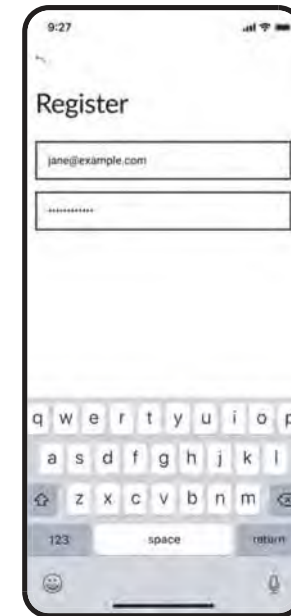 9:27
Register
jane@example.com
••••••••••••
q w e r t y u i o p
a s d f g h j k l
z x c v b n m
123 space return